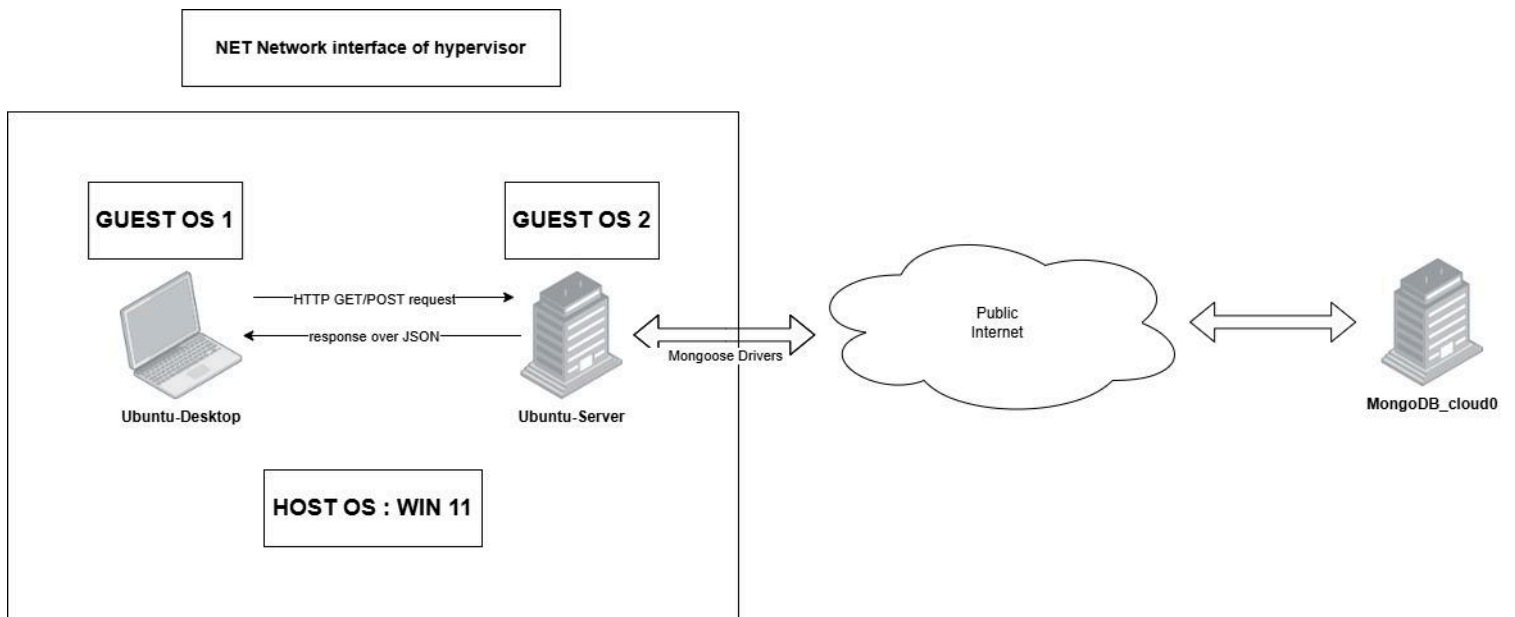 NET Network interface of hypervisor
GUEST OS 1
GUEST OS 2
HTTP GET/POST request
response over JSON
Mongoose Drivers
Public
Internet
Ubuntu-Desktop
Ubuntu-Server
MongoDB_cloud0
HOST OS : WIN 11